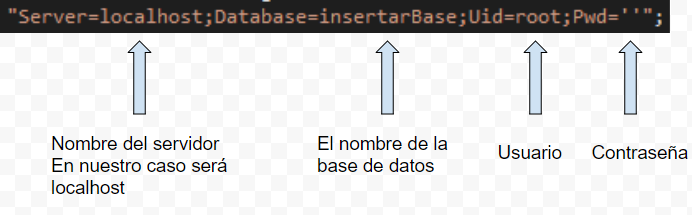 "Server=localhost;Database=insertarBase;Uid=root;Pwd=''";
Nombre del servidor
En nuestro caso será
localhost
El nombre de la
base de datos
Usuario
Contraseña